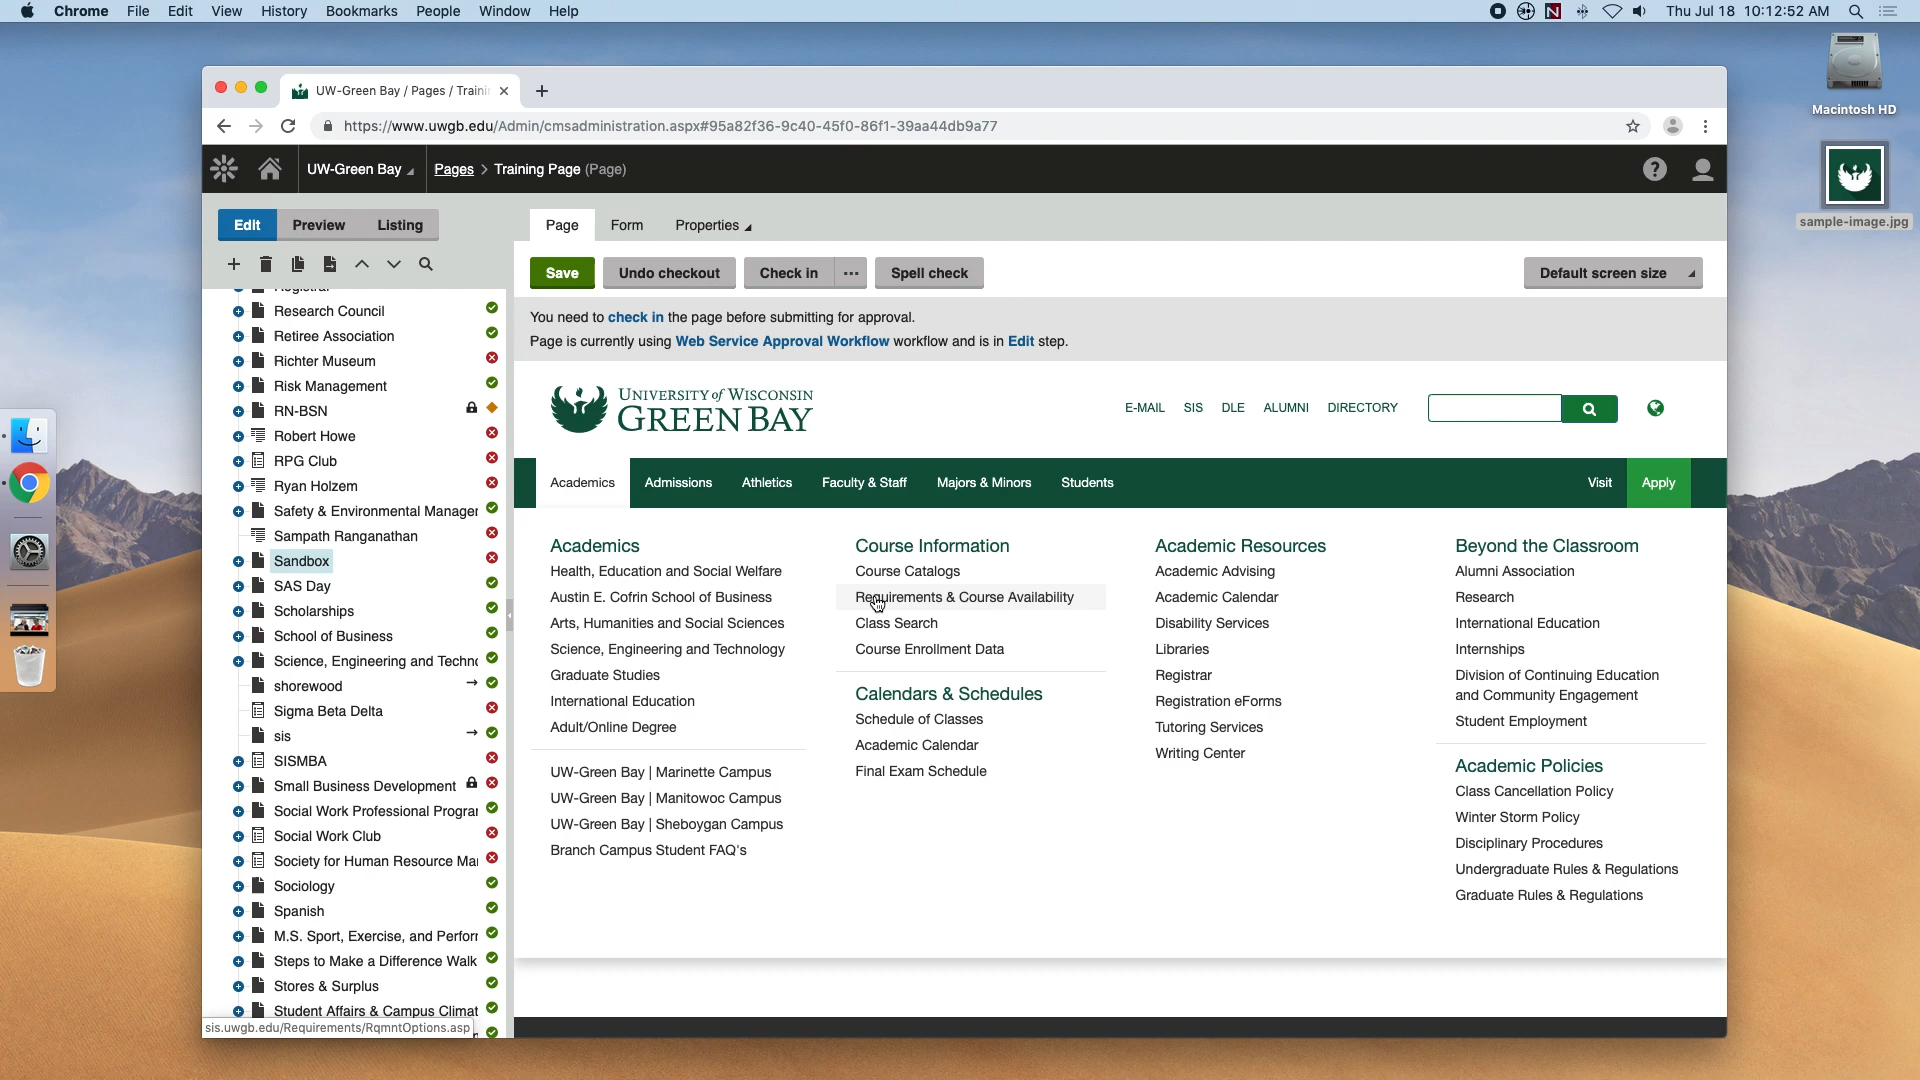 Chrome File Edit View History Bookmarks People Window Help
Thu Jul 18 10:12:52 AM
Macintosh HD
sample-image.jpg
UW-Green Bay / Pages / Traini
https://www.uwgb.edu/Admin/cmsadministration.aspx#95a82f36-9c40-45f0-86f1-39aa44db9a77
UW-Green Bay Pages > Training Page (Page)
Edit Preview Listing
Page Form Properties
Save Undo checkout Check in ... Spell check Default screen size
You need to check in the page before submitting for approval.
Page is currently using Web Service Approval Workflow workflow and is in Edit step.
Research Council
Retiree Association
Richter Museum
Risk Management
RN-BSN
Robert Howe
RPG Club
Ryan Holzem
Safety & Environmental Manager
Sampath Ranganathan
Sandbox
SAS Day
Scholarships
School of Business
Science, Engineering and Techno
shorewood
Sigma Beta Delta
sis
SISMBA
Small Business Development
Social Work Professional Progra
Social Work Club
Society for Human Resource Ma
Sociology
Spanish
M.S. Sport, Exercise, and Perfor
Steps to Make a Difference Walk
Stores & Surplus
Student Affairs & Campus Climat
sis.uwgb.edu/Requirements/RqmntOptions.asp
UNIVERSITY of WISCONSIN
GREEN BAY
E-MAIL SIS DLE ALUMNI DIRECTORY
Academics Admissions Athletics Faculty & Staff Majors & Minors Students Visit Apply
Academics
Health, Education and Social Welfare
Austin E. Cofrin School of Business
Arts, Humanities and Social Sciences
Science, Engineering and Technology
Graduate Studies
International Education
Adult/Online Degree
UW-Green Bay | Marinette Campus
UW-Green Bay | Manitowoc Campus
UW-Green Bay | Sheboygan Campus
Branch Campus Student FAQ's
Course Information
Course Catalogs
Requirements & Course Availability
Class Search
Course Enrollment Data
Calendars & Schedules
Schedule of Classes
Academic Calendar
Final Exam Schedule
Academic Resources
Academic Advising
Academic Calendar
Disability Services
Libraries
Registrar
Registration eForms
Tutoring Services
Writing Center
Beyond the Classroom
Alumni Association
Research
International Education
Internships
Division of Continuing Education
and Community Engagement
Student Employment
Academic Policies
Class Cancellation Policy
Winter Storm Policy
Disciplinary Procedures
Undergraduate Rules & Regulations
Graduate Rules & Regulations